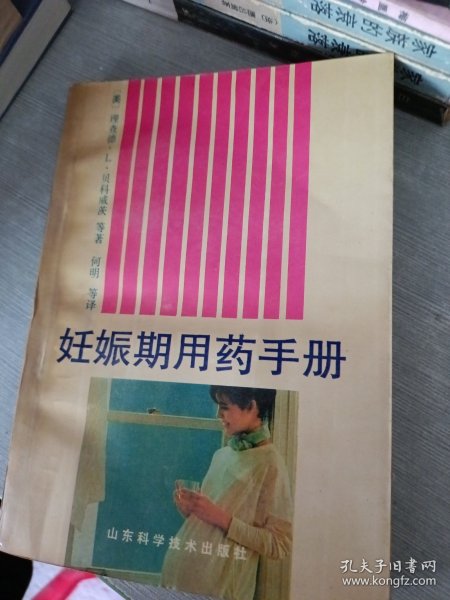 [美] 理查德·L·贝科威茨 等著 何明 等译
妊娠期用药手册
山东科学技术出版社
孔夫子旧书网
www.kongfz.com